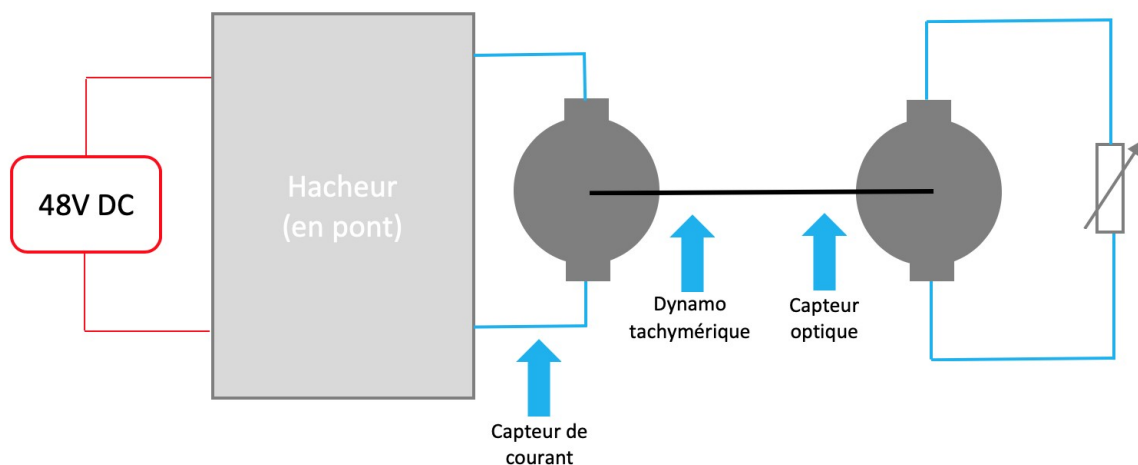 48V DC
Hacheur
(en pont)
Dynamo
tachymérique
Capteur
optique
Capteur de
courant